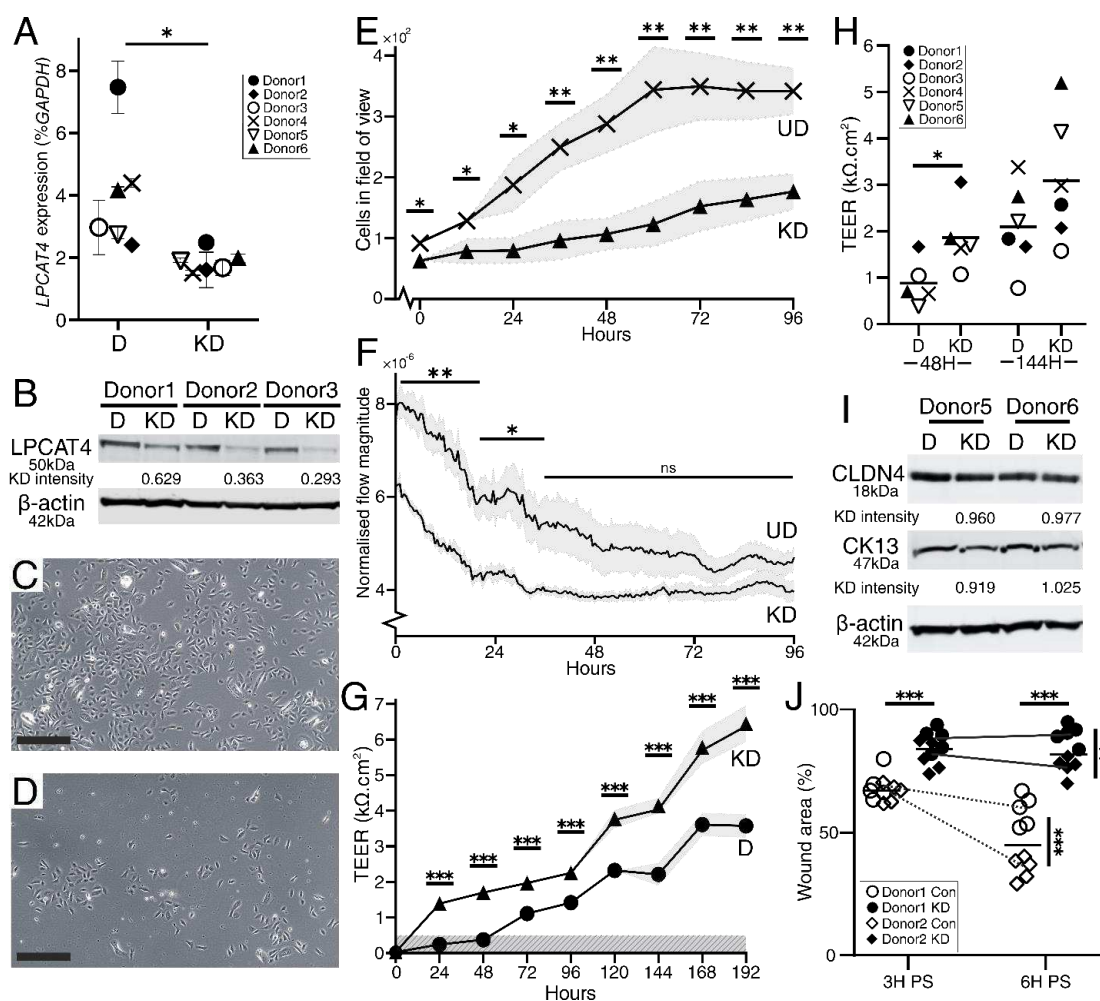 A
*
LPCAT4 expression (%GAPDH)
8
6
4
2
0
D
KD
Donor1
Donor2
Donor3
Donor4
Donor5
Donor6
B
Donor1 Donor2 Donor3
D KD D KD D KD
LPCAT4
50kDa
KD intensity 0.629 0.363 0.293
β-actin
42kDa
C
D
E
×10²
Cells in field of view
4
3
2
1
0
* * * ** ** ** ** ** **
UD
KD
0 24 48 72 96
Hours
F
×10⁻⁶
Normalised flow magnitude
8
6
4
** * ns
UD
KD
0 24 48 72 96
Hours
G
TEER (kΩ.cm²)
7
6
5
4
3
2
1
0
*** *** *** *** *** *** *** ***
KD
D
0 24 48 72 96 120 144 168 192
Hours
H
TEER (kΩ.cm²)
6
5
4
3
2
1
0
Donor1
Donor2
Donor3
Donor4
Donor5
Donor6
*
D KD D KD
48H 144H
I
Donor5 Donor6
D KD D KD
CLDN4
18kDa
KD intensity 0.960 0.977
CK13
47kDa
KD intensity 0.919 1.025
β-actin
42kDa
J
Wound area (%)
100
50
0
*** ***
***
Donor1 Con
Donor1 KD
Donor2 Con
Donor2 KD
3H PS 6H PS